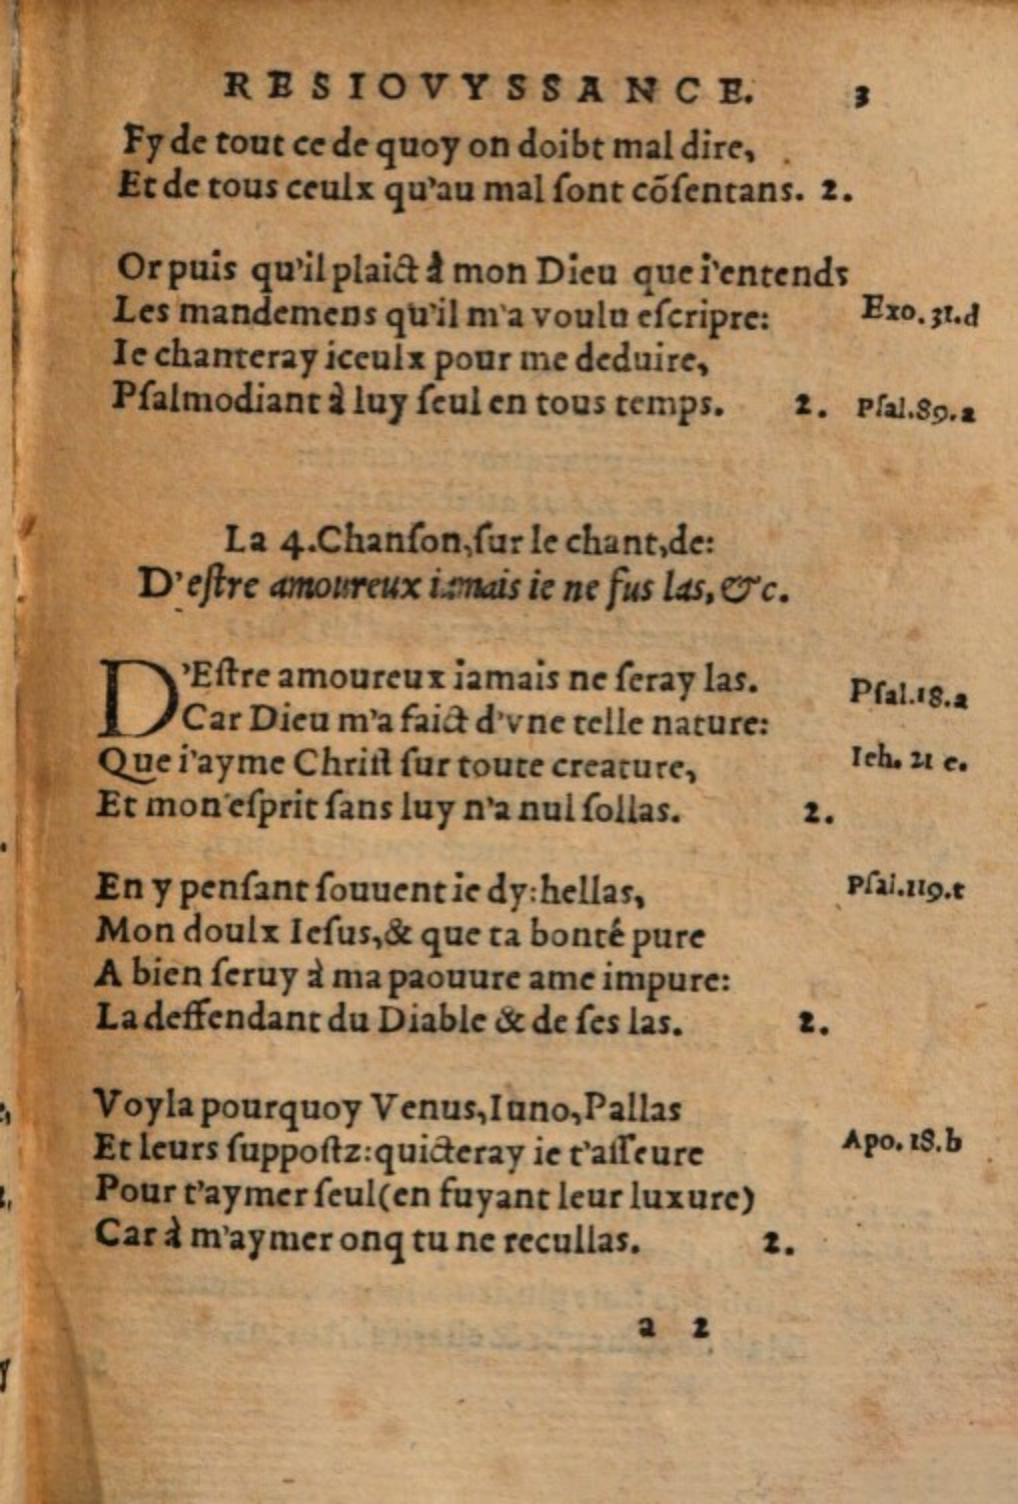 RESIOVYSSANCE. 3
Fy de tout ce de quoy on doibt mal dire,
Et de tous ceulx qu'au mal ſont cõſentans. 2.
Or puis qu'il plaict à mon Dieu que i'entends
Les mandemens qu'il m'a voulu eſcripre: Exo. 31.d
Ie chanteray iceulx pour me deduire,
Pſalmodiant à luy ſeul en tous temps. 2. Pſal.89.a
La 4.Chanſon,ſur le chant,de:
D'eſtre amoureux iamais ie ne fus las, &c.
D'Eſtre amoureux iamais ne ſeray las. Pſal.18.a
Car Dieu m'a faict d'vne telle nature:
Que i'ayme Chriſt ſur toute creature, Ieh. 21 e.
Et mon eſprit ſans luy n'a nul ſollas. 2.
En y penſant ſouuent ie dy:hellas, Pſal.119.t
Mon doulx Ieſus,& que ta bonté pure
A bien ſeruy à ma paouure ame impure:
La deffendant du Diable & de ſes las. 2.
Voyla pourquoy Venus,Iuno,Pallas
Et leurs ſuppoſtz:quicteray ie t'aſſeure Apo. 18.b
Pour t'aymer ſeul(en fuyant leur luxure)
Car à m'aymer onq tu ne recullas. 2.
a 2